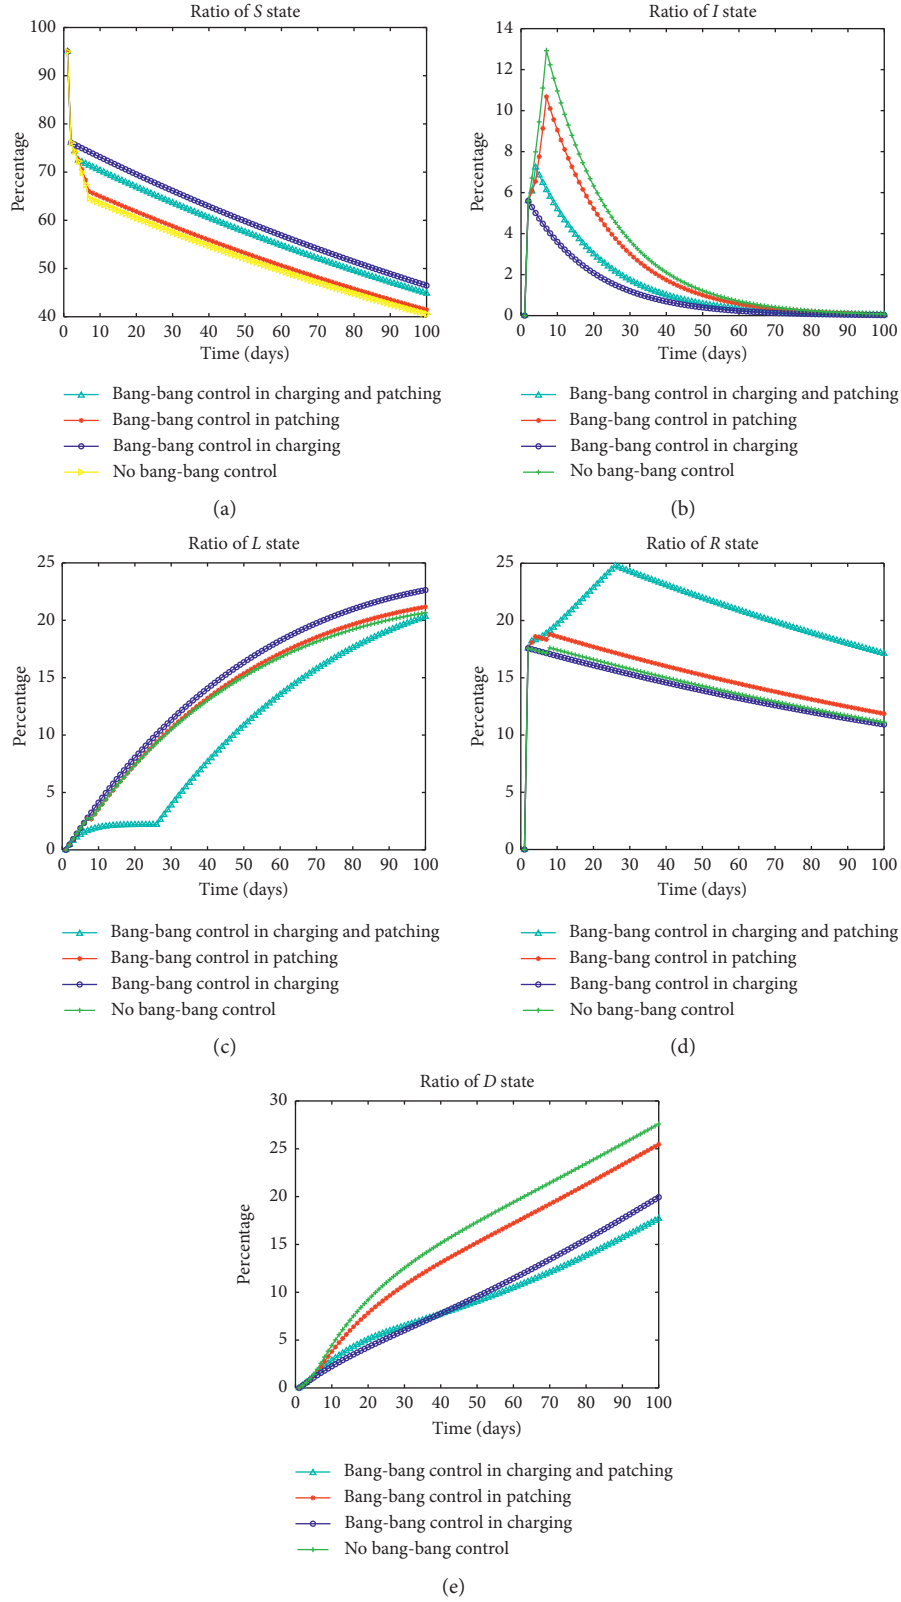 Ratio of S state
100
90
80
70
60
50
40
Percentage
0 10 20 30 40 50 60 70 80 90 100
Time (days)
Bang-bang control in charging and patching
Bang-bang control in patching
Bang-bang control in charging
No bang-bang control
(a)
Ratio of I state
14
12
10
8
6
4
2
0
Percentage
0 10 20 30 40 50 60 70 80 90 100
Time (days)
Bang-bang control in charging and patching
Bang-bang control in patching
Bang-bang control in charging
No bang-bang control
(b)
Ratio of L state
25
20
15
10
5
0
Percentage
0 10 20 30 40 50 60 70 80 90 100
Time (days)
Bang-bang control in charging and patching
Bang-bang control in patching
Bang-bang control in charging
No bang-bang control
(c)
Ratio of R state
25
20
15
10
5
0
Percentage
0 10 20 30 40 50 60 70 80 90 100
Time (days)
Bang-bang control in charging and patching
Bang-bang control in patching
Bang-bang control in charging
No bang-bang control
(d)
Ratio of D state
30
25
20
15
10
5
0
Percentage
0 10 20 30 40 50 60 70 80 90 100
Time (days)
Bang-bang control in charging and patching
Bang-bang control in patching
Bang-bang control in charging
No bang-bang control
(e)